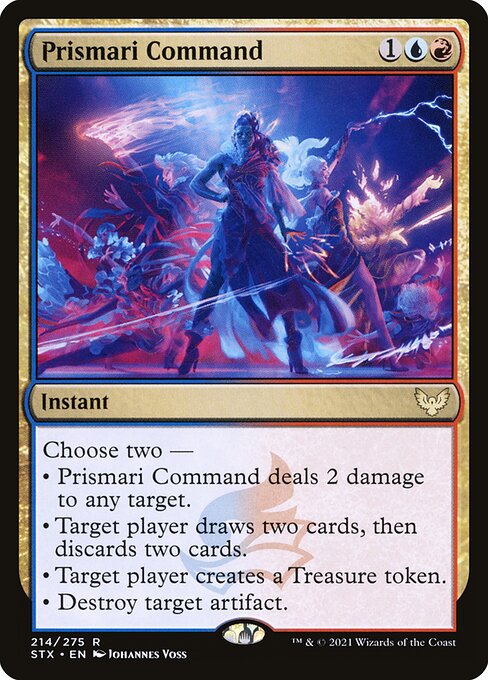 Prismari Command 1
Instant
Choose two —
• Prismari Command deals 2 damage
to any target.
• Target player draws two cards, then
discards two cards.
• Target player creates a Treasure token.
• Destroy target artifact.
214/275 R
STX • EN Johannes Voss
™ & © 2021 Wizards of the Coast